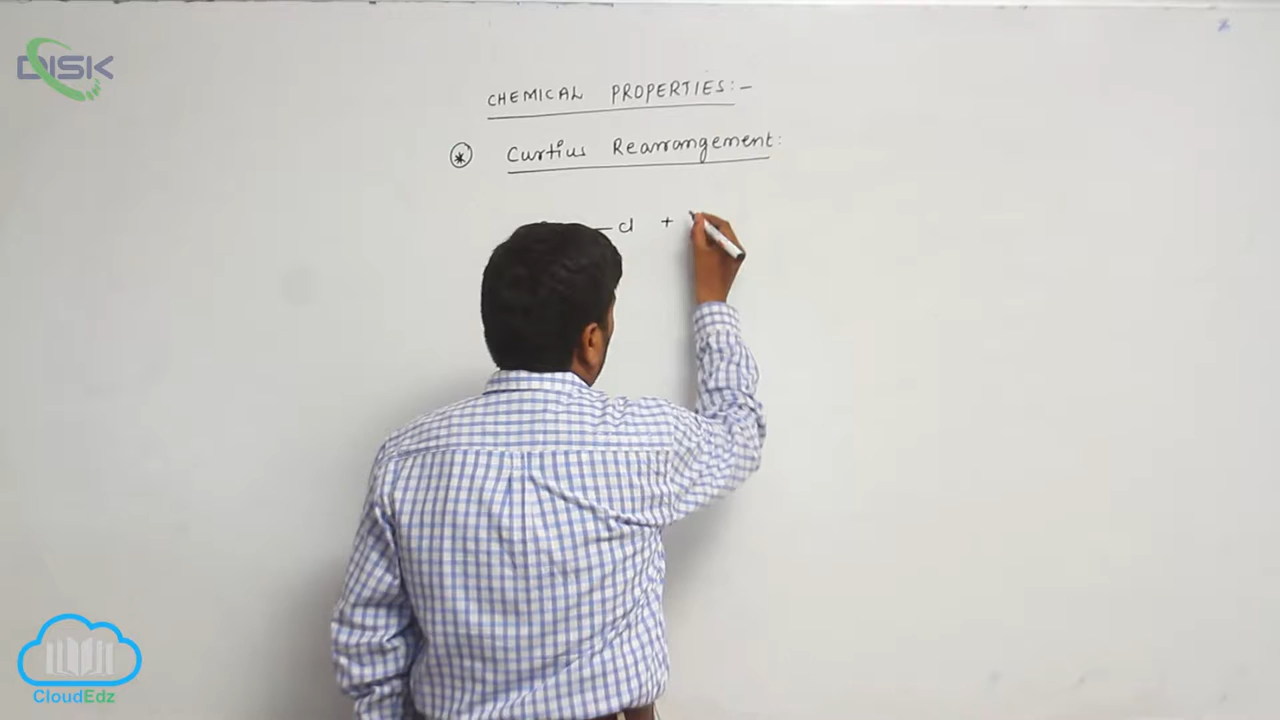 DISK
CHEMICAL PROPERTIES:-
* Curtius Rearrangement:
—Cl +
CloudEdz